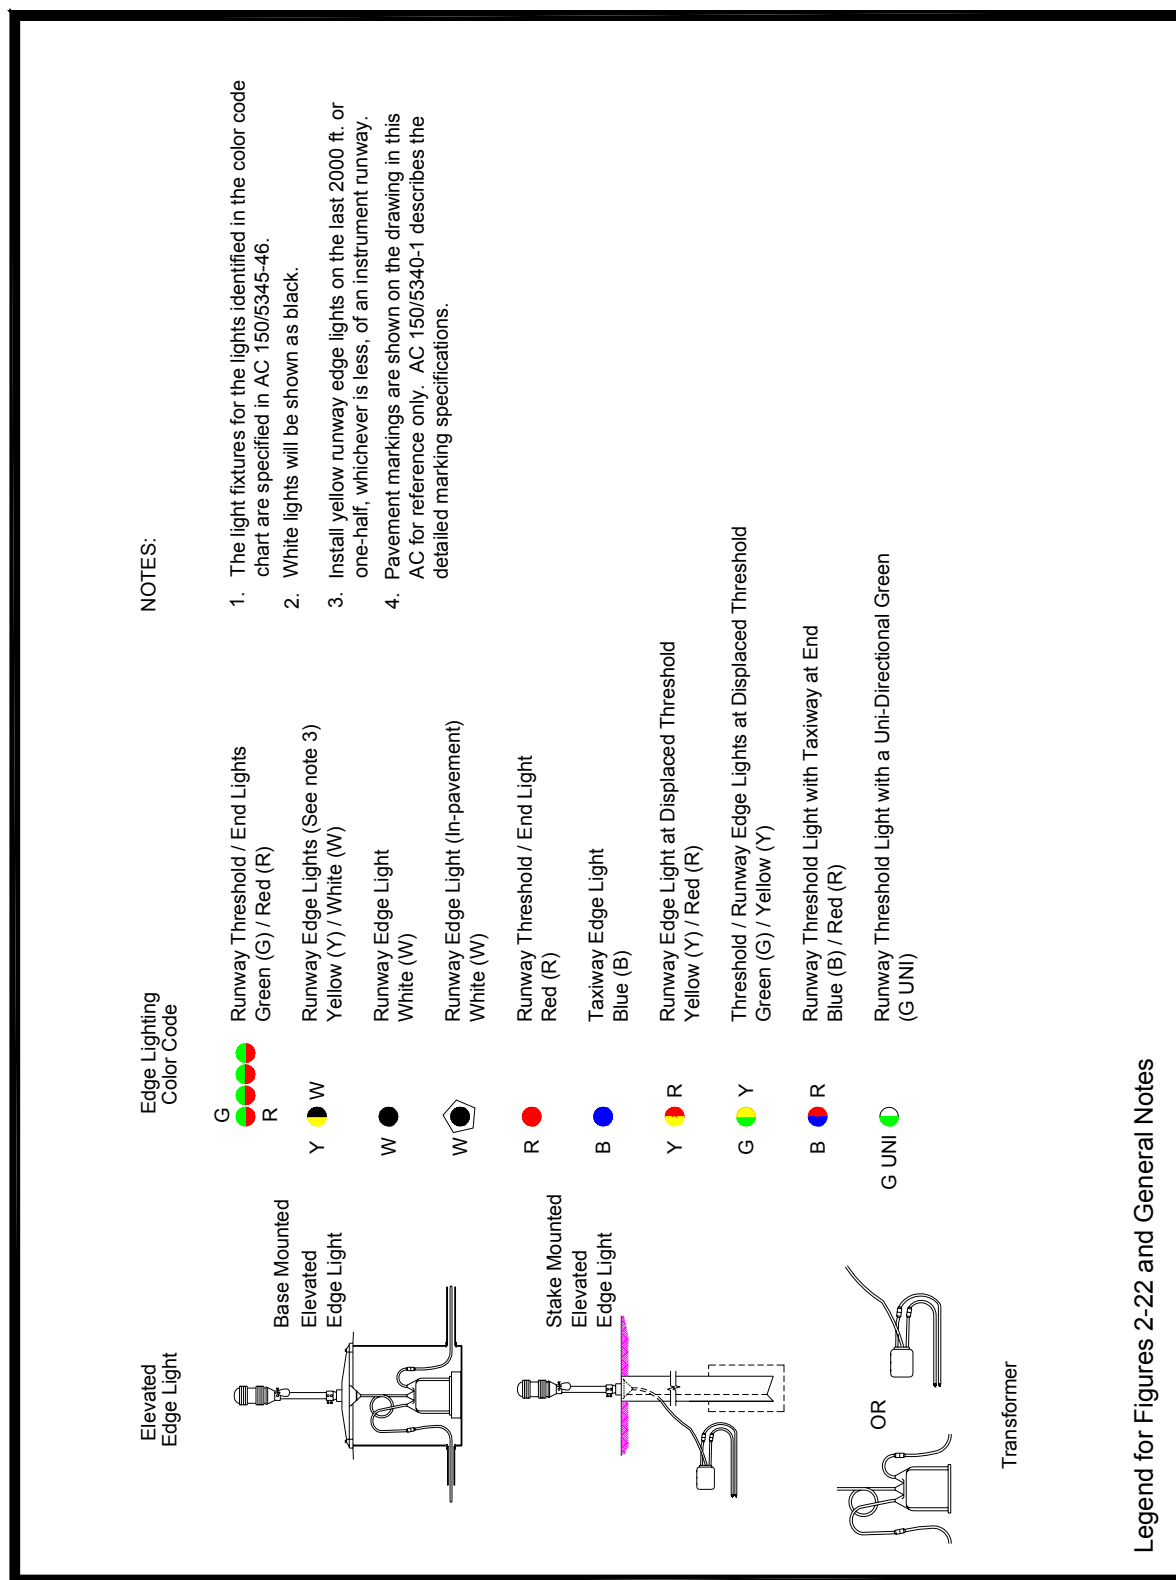 Elevated
Edge Light
Base Mounted
Elevated
Edge Light
Stake Mounted
Elevated
Edge Light
OR
Transformer
Edge Lighting
Color Code
G
R
Runway Threshold / End Lights
Green (G) / Red (R)
Y
W
Runway Edge Lights (See note 3)
Yellow (Y) / White (W)
W
Runway Edge Light
White (W)
W
Runway Edge Light (In-pavement)
White (W)
R
Runway Threshold / End Light
Red (R)
B
Taxiway Edge Light
Blue (B)
Y
R
Runway Edge Light at Displaced Threshold
Yellow (Y) / Red (R)
G
Y
Threshold / Runway Edge Lights at Displaced Threshold
Green (G) / Yellow (Y)
B
R
Runway Threshold Light with Taxiway at End
Blue (B) / Red (R)
G UNI
Runway Threshold Light with a Uni-Directional Green
(G UNI)
NOTES:
1. The light fixtures for the lights identified in the color code
chart are specified in AC 150/5345-46.
2. White lights will be shown as black.
3. Install yellow runway edge lights on the last 2000 ft. or
one-half, whichever is less, of an instrument runway.
4. Pavement markings are shown on the drawing in this
AC for reference only. AC 150/5340-1 describes the
detailed marking specifications.
Legend for Figures 2-22 and General Notes